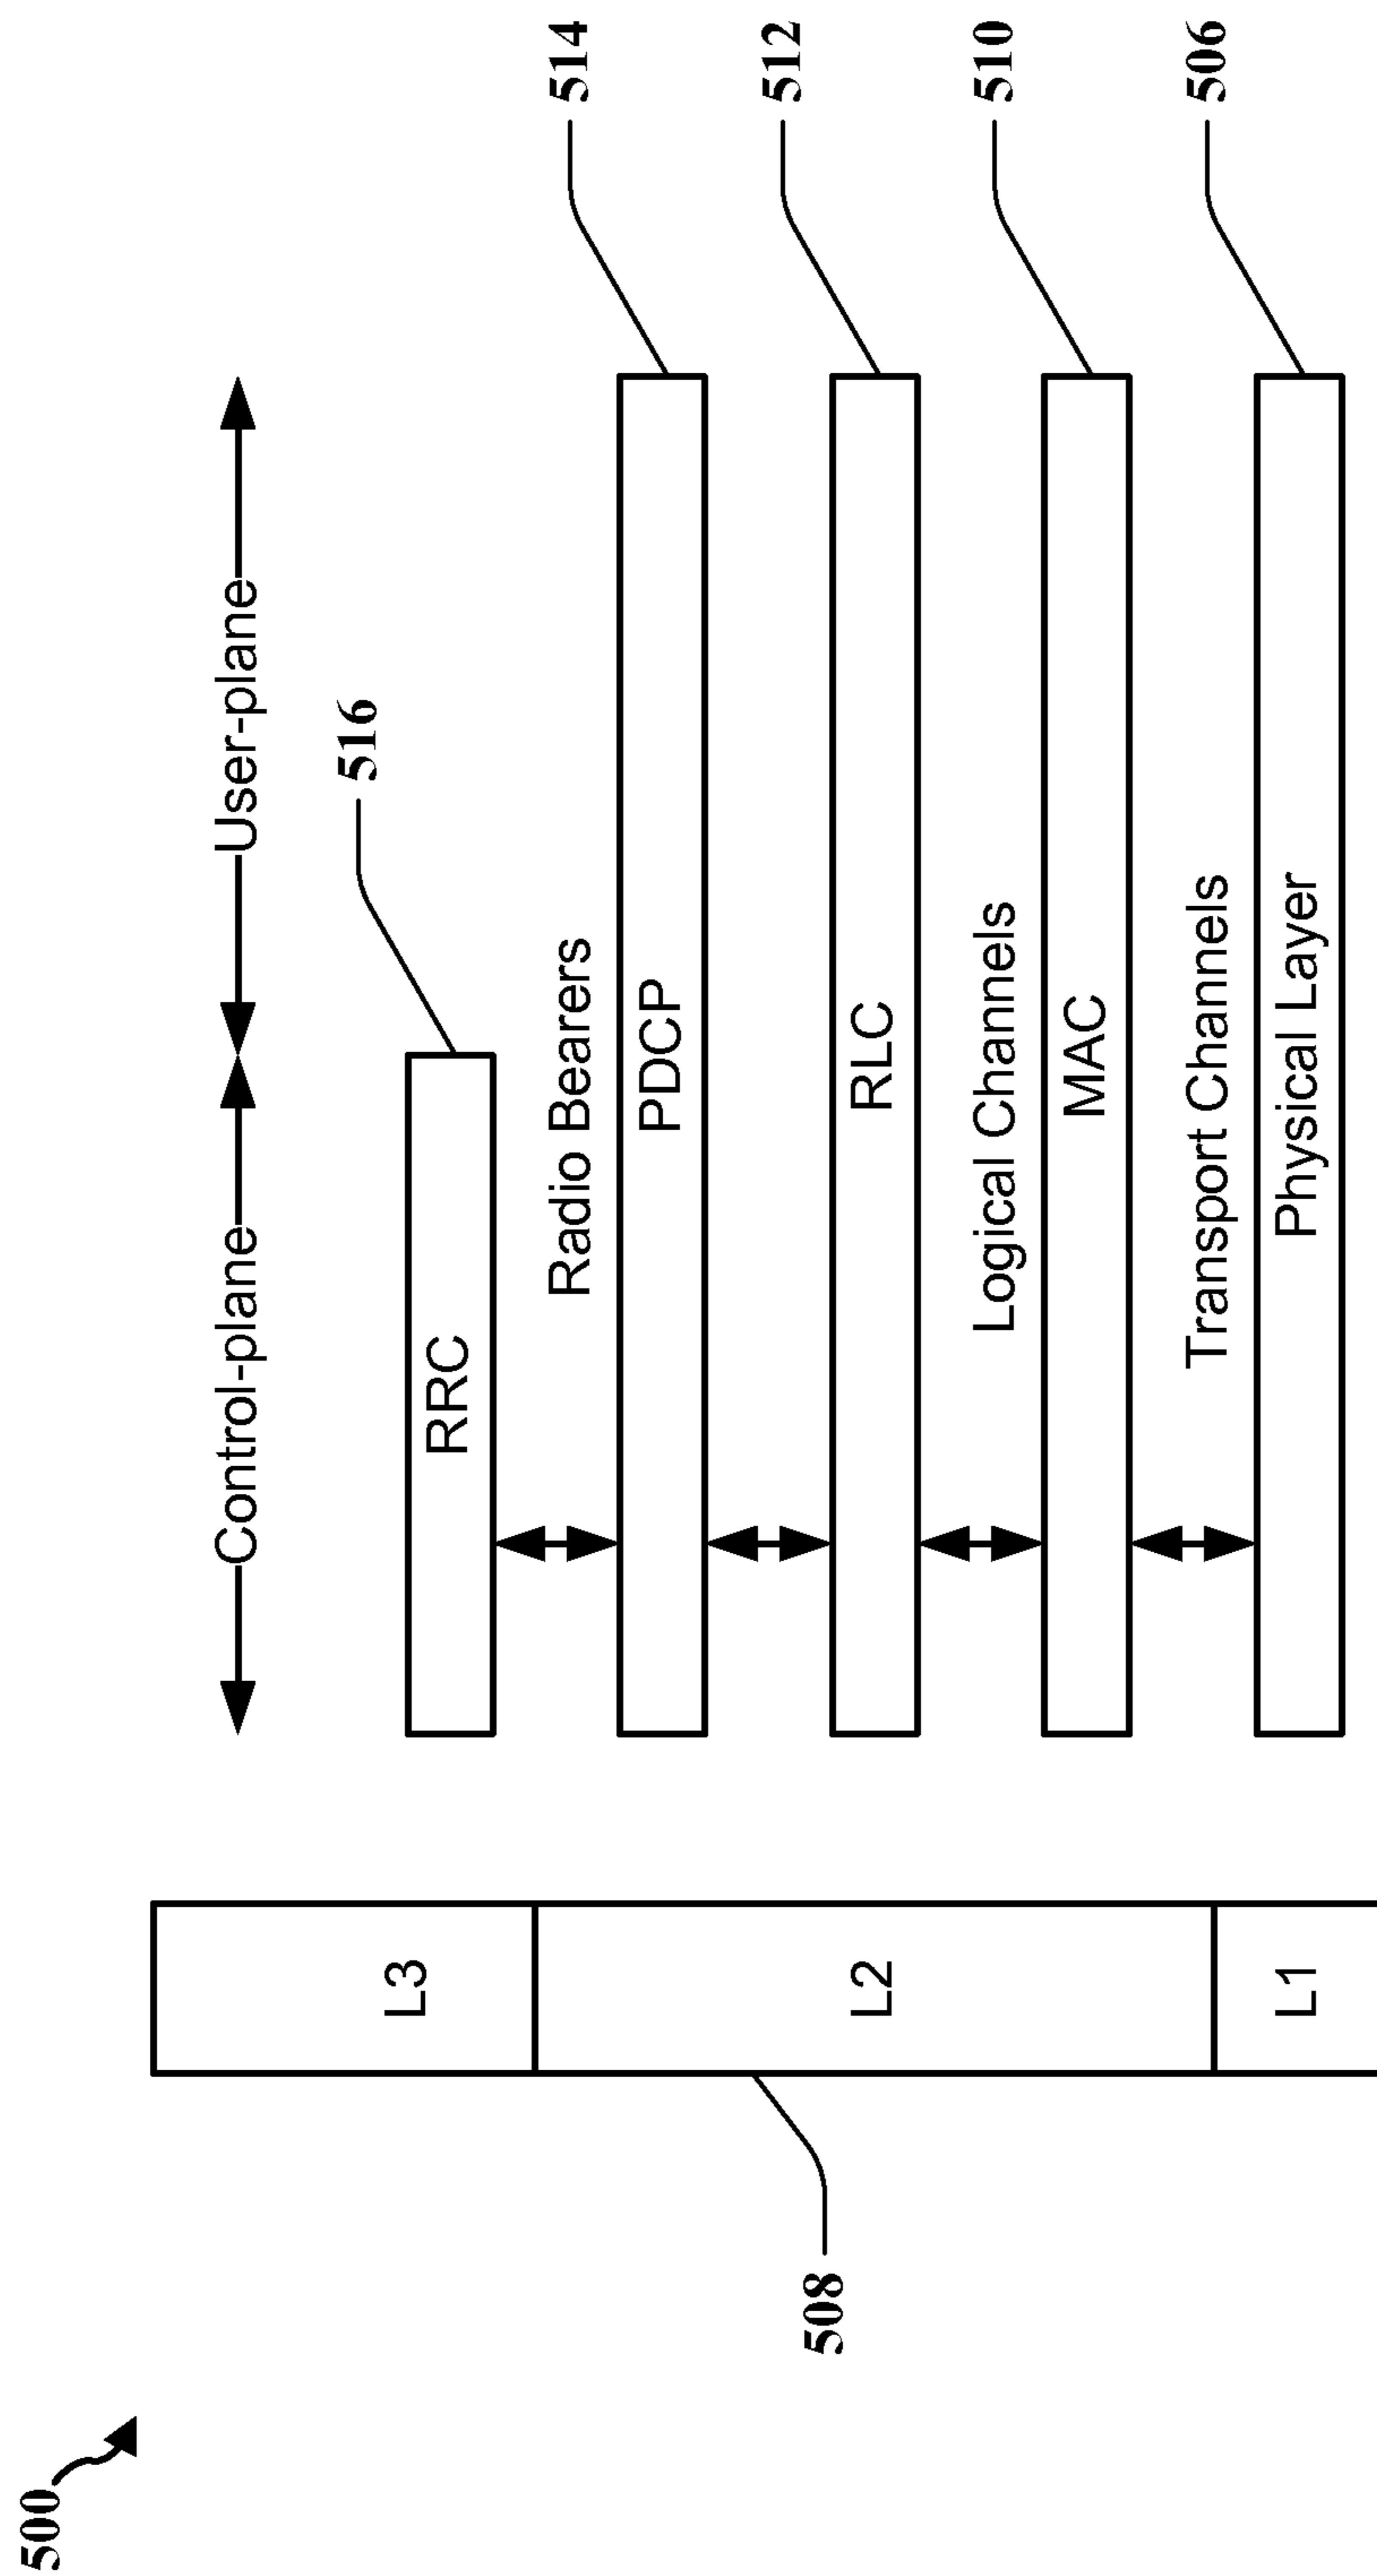 500
Control-plane User-plane
516
L3 RRC
Radio Bearers 514
PDCP
512
508 L2 RLC
Logical Channels 510
MAC
Transport Channels 506
L1 Physical Layer